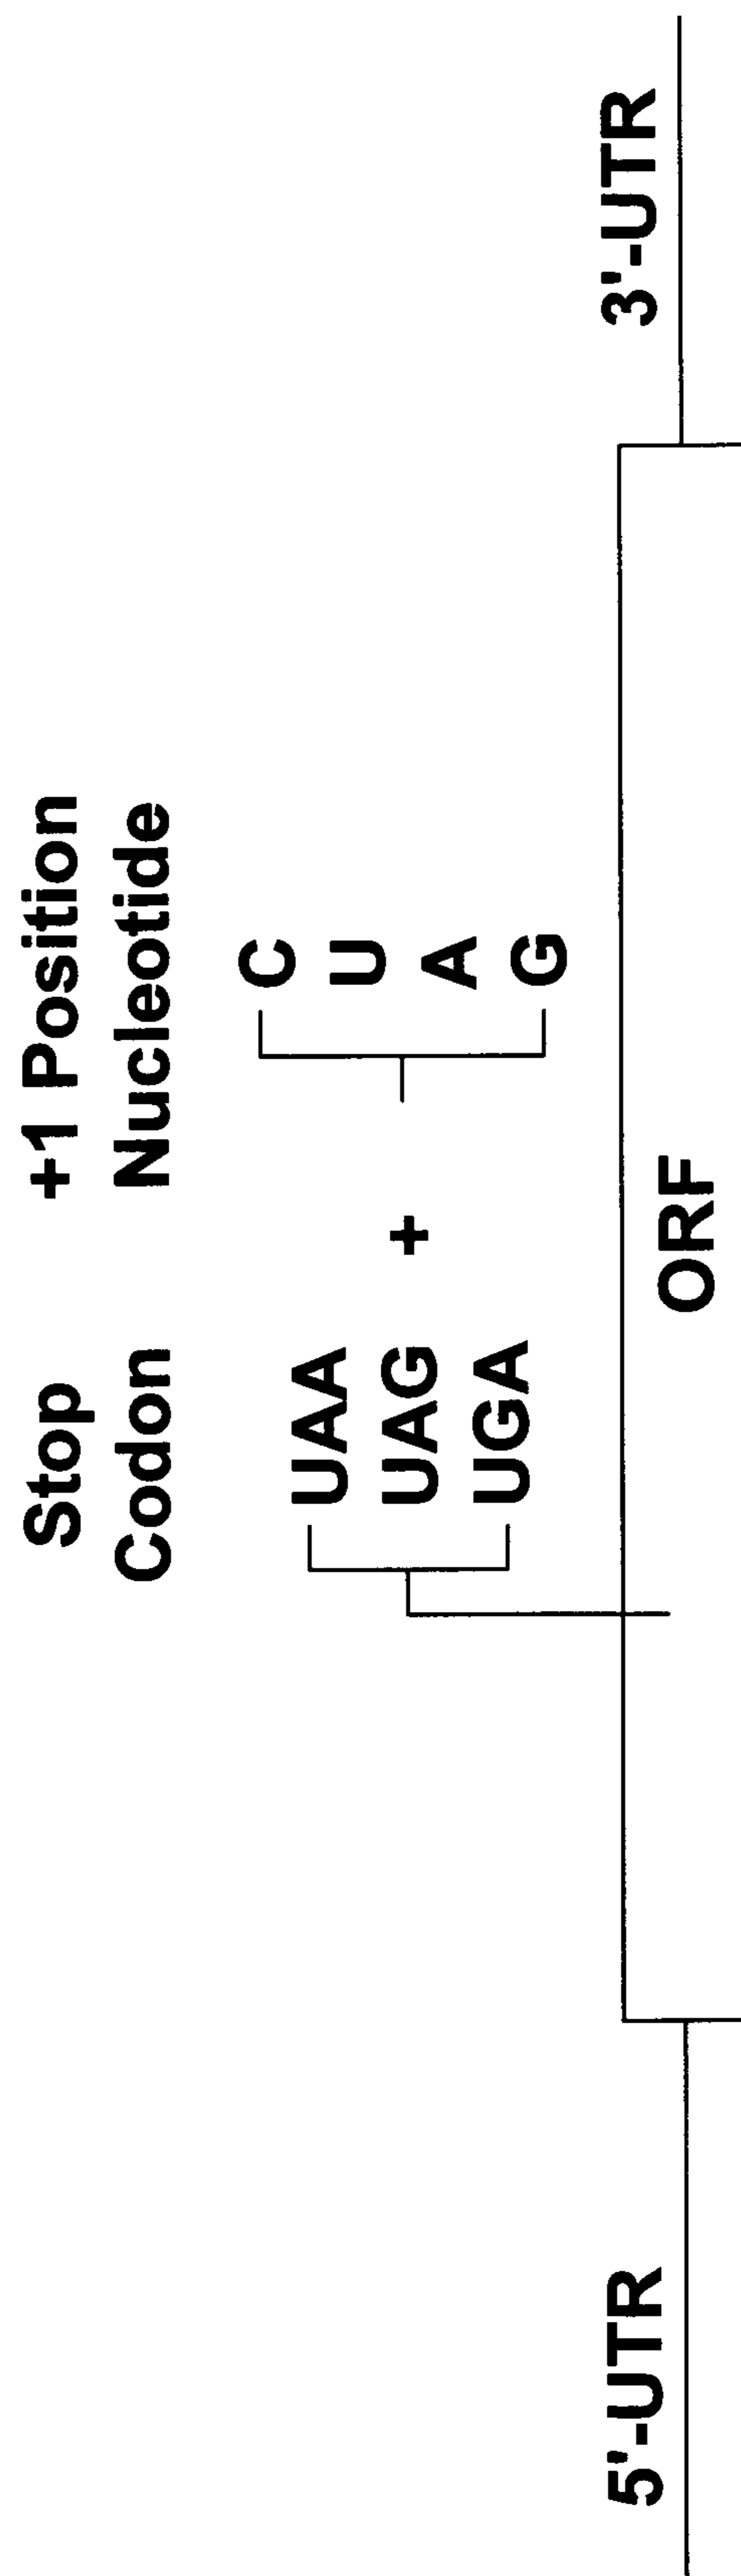 Stop
Codon
+1 Position
Nucleotide
UAA
UAG
UGA
+
C
U
A
G
5'-UTR
ORF
3'-UTR